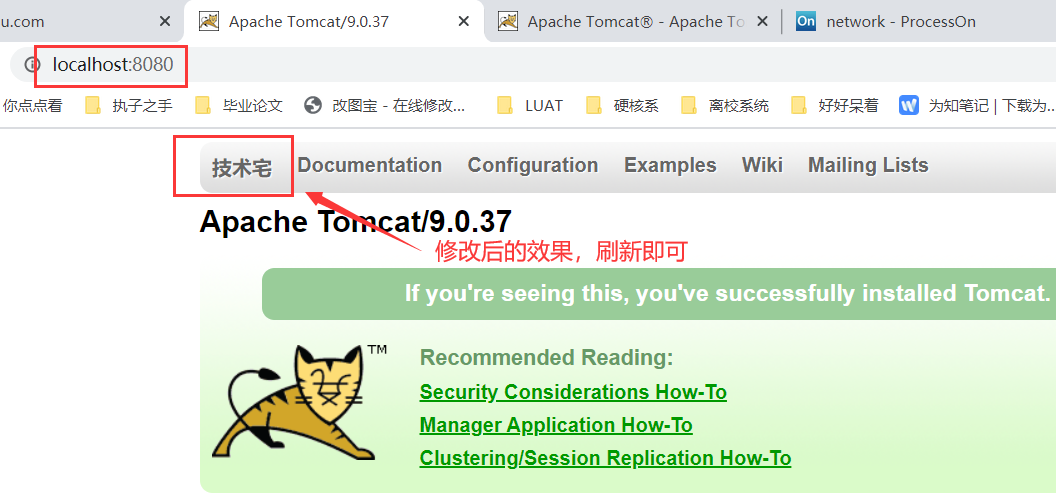 u.com × Apache Tomcat/9.0.37 × Apache Tomcat® - Apache To × On network - ProcessOn
localhost:8080
你点点看 执子之手 毕业论文 改图宝 - 在线修改... LUAT 硬核系 离校系统 好好呆着 W 为知笔记 | 下载为...
技术宅 Documentation Configuration Examples Wiki Mailing Lists
Apache Tomcat/9.0.37
修改后的效果，刷新即可
If you're seeing this, you've successfully installed Tomcat.
TM
Recommended Reading:
Security Considerations How-To
Manager Application How-To
Clustering/Session Replication How-To